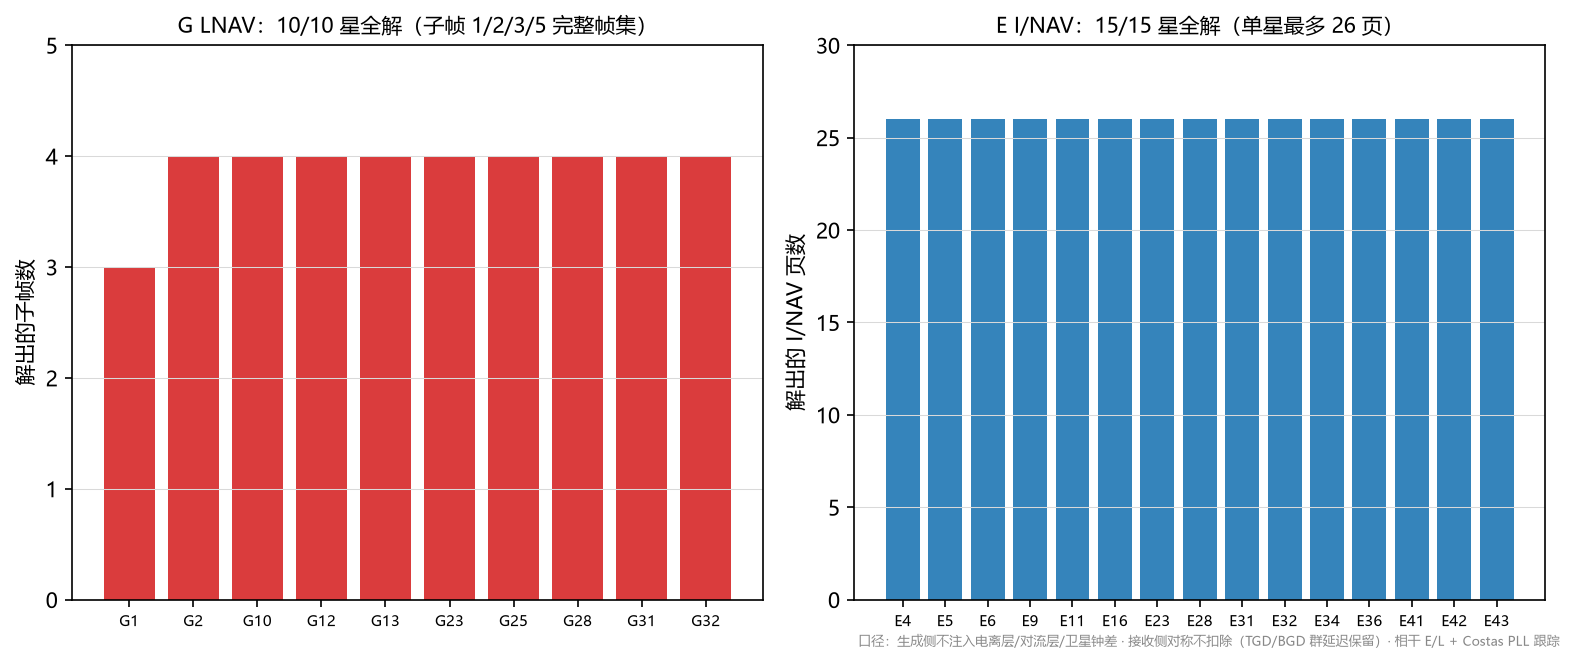 G LNAV：10/10 星全解（子帧 1/2/3/5 完整帧集）
解出的子帧数
5
4
3
2
1
0
G1 G2 G10 G12 G13 G23 G25 G28 G31 G32
E I/NAV：15/15 星全解（单星最多 26 页）
解出的 I/NAV 页数
30
25
20
15
10
5
0
E4 E5 E6 E9 E11 E16 E23 E28 E31 E32 E34 E36 E41 E42 E43
口径：生成侧不注入电离层/对流层/卫星钟差 · 接收侧对称不扣除（TGD/BGD 群延迟保留）· 相干 E/L + Costas PLL 跟踪